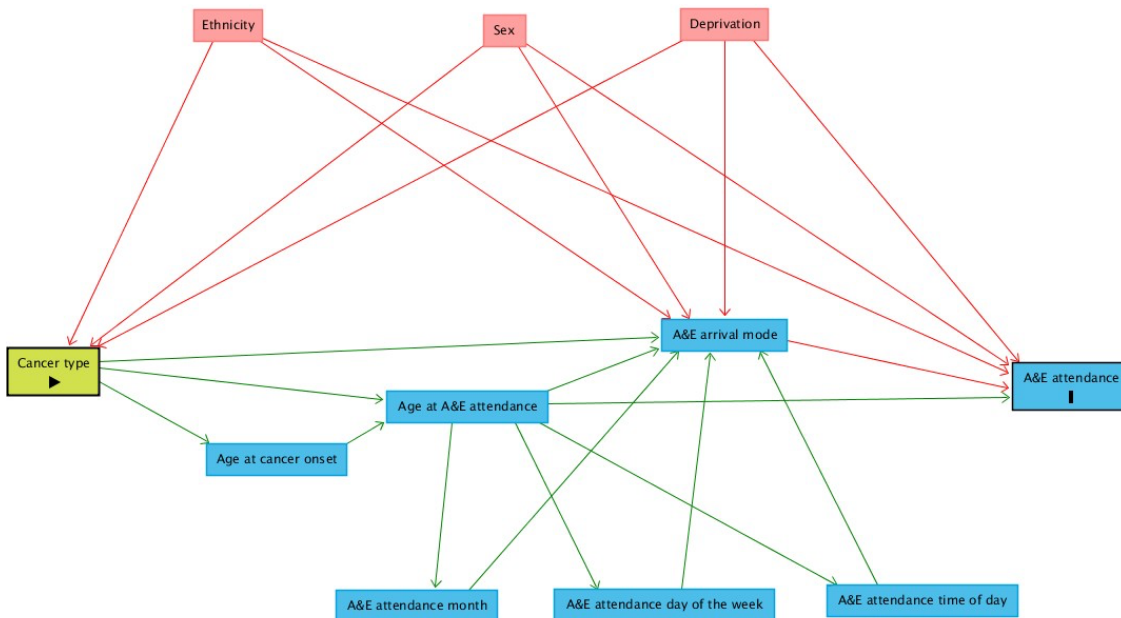 Ethnicity
Sex
Deprivation
A&E arrival mode
Cancer type
A&E attendance
Age at A&E attendance
Age at cancer onset
A&E attendance month
A&E attendance day of the week
A&E attendance time of day